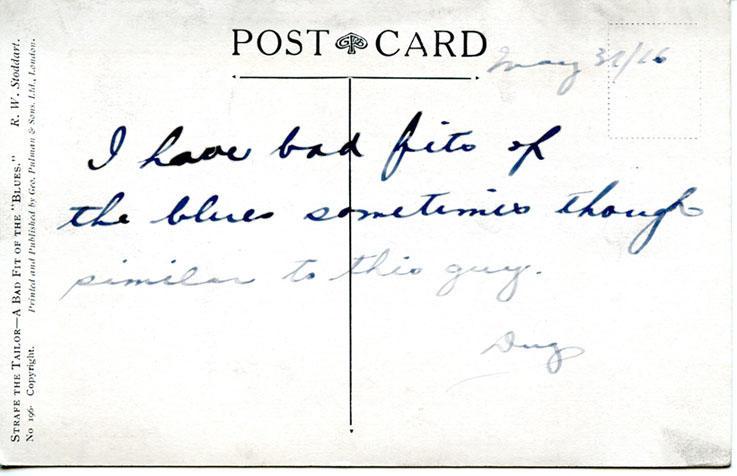 POST CARD
May 31/16
I have bad fits of
the blues sometimes though
similar to this guy.
STRAFE THE TAILOR—A BAD FIT OF THE "BLUES." R. W. Stoddart.
No 196 Copyright. Printed and Published by Geo. Pulman & Sons, Ltd., London.